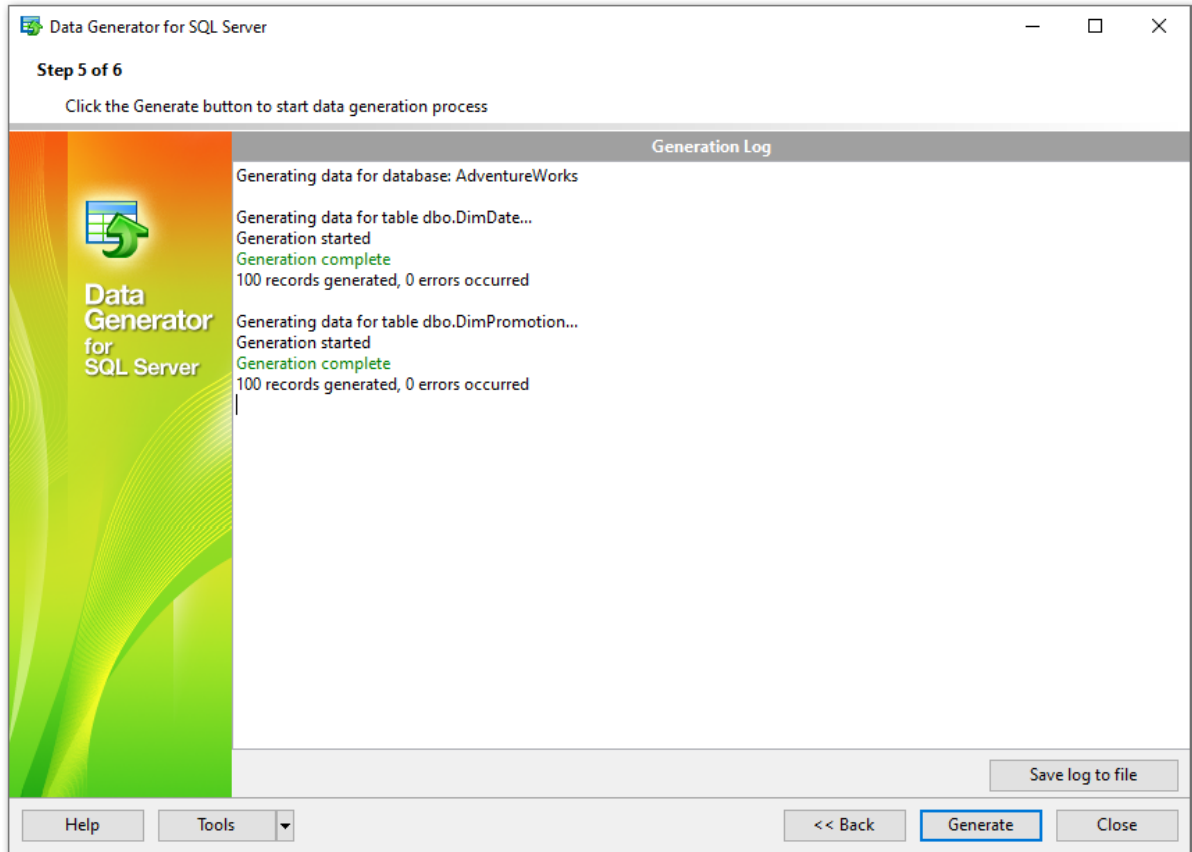 Data Generator for SQL Server
Step 5 of 6
Click the Generate button to start data generation process
Data
Generator
for
SQL Server
Generation Log
Generating data for database: AdventureWorks
Generating data for table dbo.DimDate...
Generation started
Generation complete
100 records generated, 0 errors occurred
Generating data for table dbo.DimPromotion...
Generation started
Generation complete
100 records generated, 0 errors occurred
Save log to file
Help
Tools
<< Back
Generate
Close